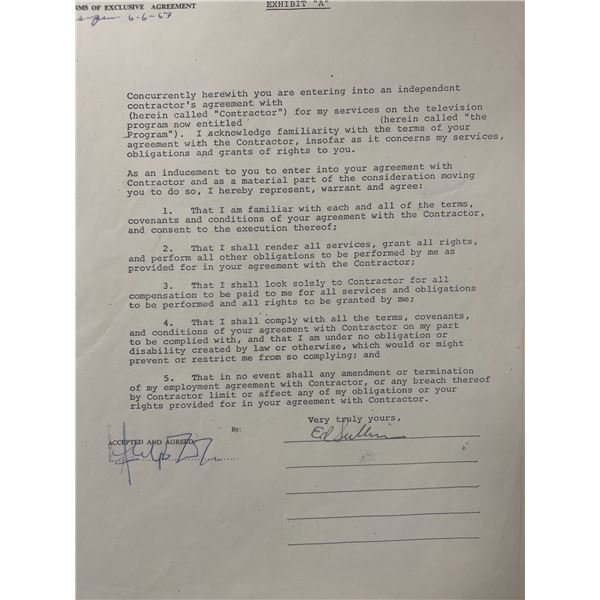 RMS OF EXCLUSIVE AGREEMENT
EXHIBIT "A"
6-6-67
Concurrently herewith you are entering into an independent
contractor's agreement with
(herein called "Contractor") for my services on the television
program now entitled (herein called "the
Program"). I acknowledge familiarity with the terms of your
agreement with the Contractor, insofar as it concerns my services,
obligations and grants of rights to you.
As an inducement to you to enter into your agreement with
Contractor and as a material part of the consideration moving
you to do so, I hereby represent, warrant and agree:
1. That I am familiar with each and all of the terms,
covenants and conditions of your agreement with the Contractor,
and consent to the execution thereof;
2. That I shall render all services, grant all rights,
and perform all other obligations to be performed by me as
provided for in your agreement with the Contractor;
3. That I shall look solely to Contractor for all
compensation to be paid to me for all services and obligations
to be performed and all rights to be granted by me;
4. That I shall comply with all the terms, covenants,
and conditions of your agreement with Contractor on my part
to be complied with, and that I am under no obligation or
disability created by law or otherwise, which would or might
prevent or restrict me from so complying; and
5. That in no event shall any amendment or termination
of my employment agreement with Contractor, or any breach thereof
by Contractor limit or affect any of my obligations or your
rights provided for in your agreement with Contractor.
Very truly yours,
By: Ed Sullivan
ACCEPTED AND AGREED